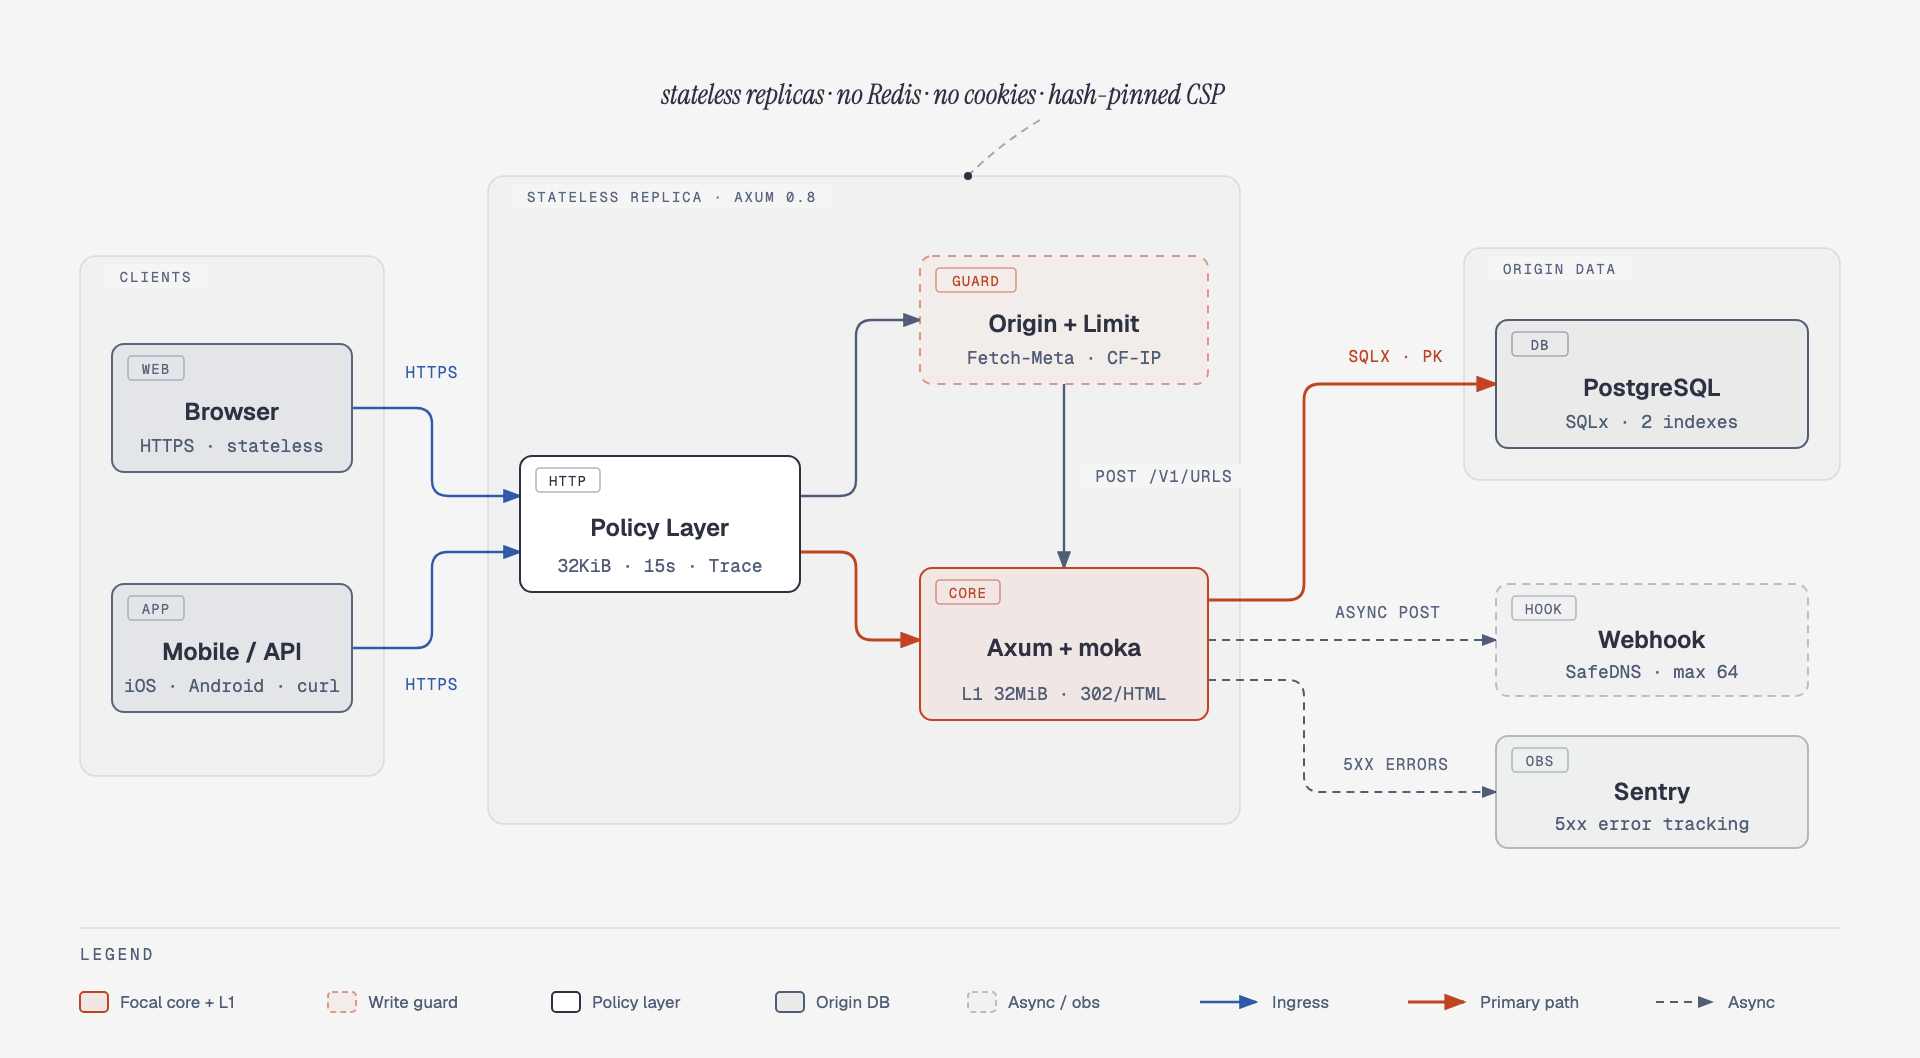 stateless replicas · no Redis · no cookies · hash-pinned CSP
STATELESS REPLICA · AXUM 0.8
CLIENTS
WEB
Browser
HTTPS · stateless
HTTPS
APP
Mobile / API
iOS · Android · curl
HTTPS
HTTP
Policy Layer
32KiB · 15s · Trace
GUARD
Origin + Limit
Fetch-Meta · CF-IP
POST /V1/URLS
CORE
Axum + moka
L1 32MiB · 302/HTML
ORIGIN DATA
SQLX · PK
DB
PostgreSQL
SQLx · 2 indexes
ASYNC POST
HOOK
Webhook
SafeDNS · max 64
5XX ERRORS
OBS
Sentry
5xx error tracking
LEGEND
Focal core + L1
Write guard
Policy layer
Origin DB
Async / obs
Ingress
Primary path
Async